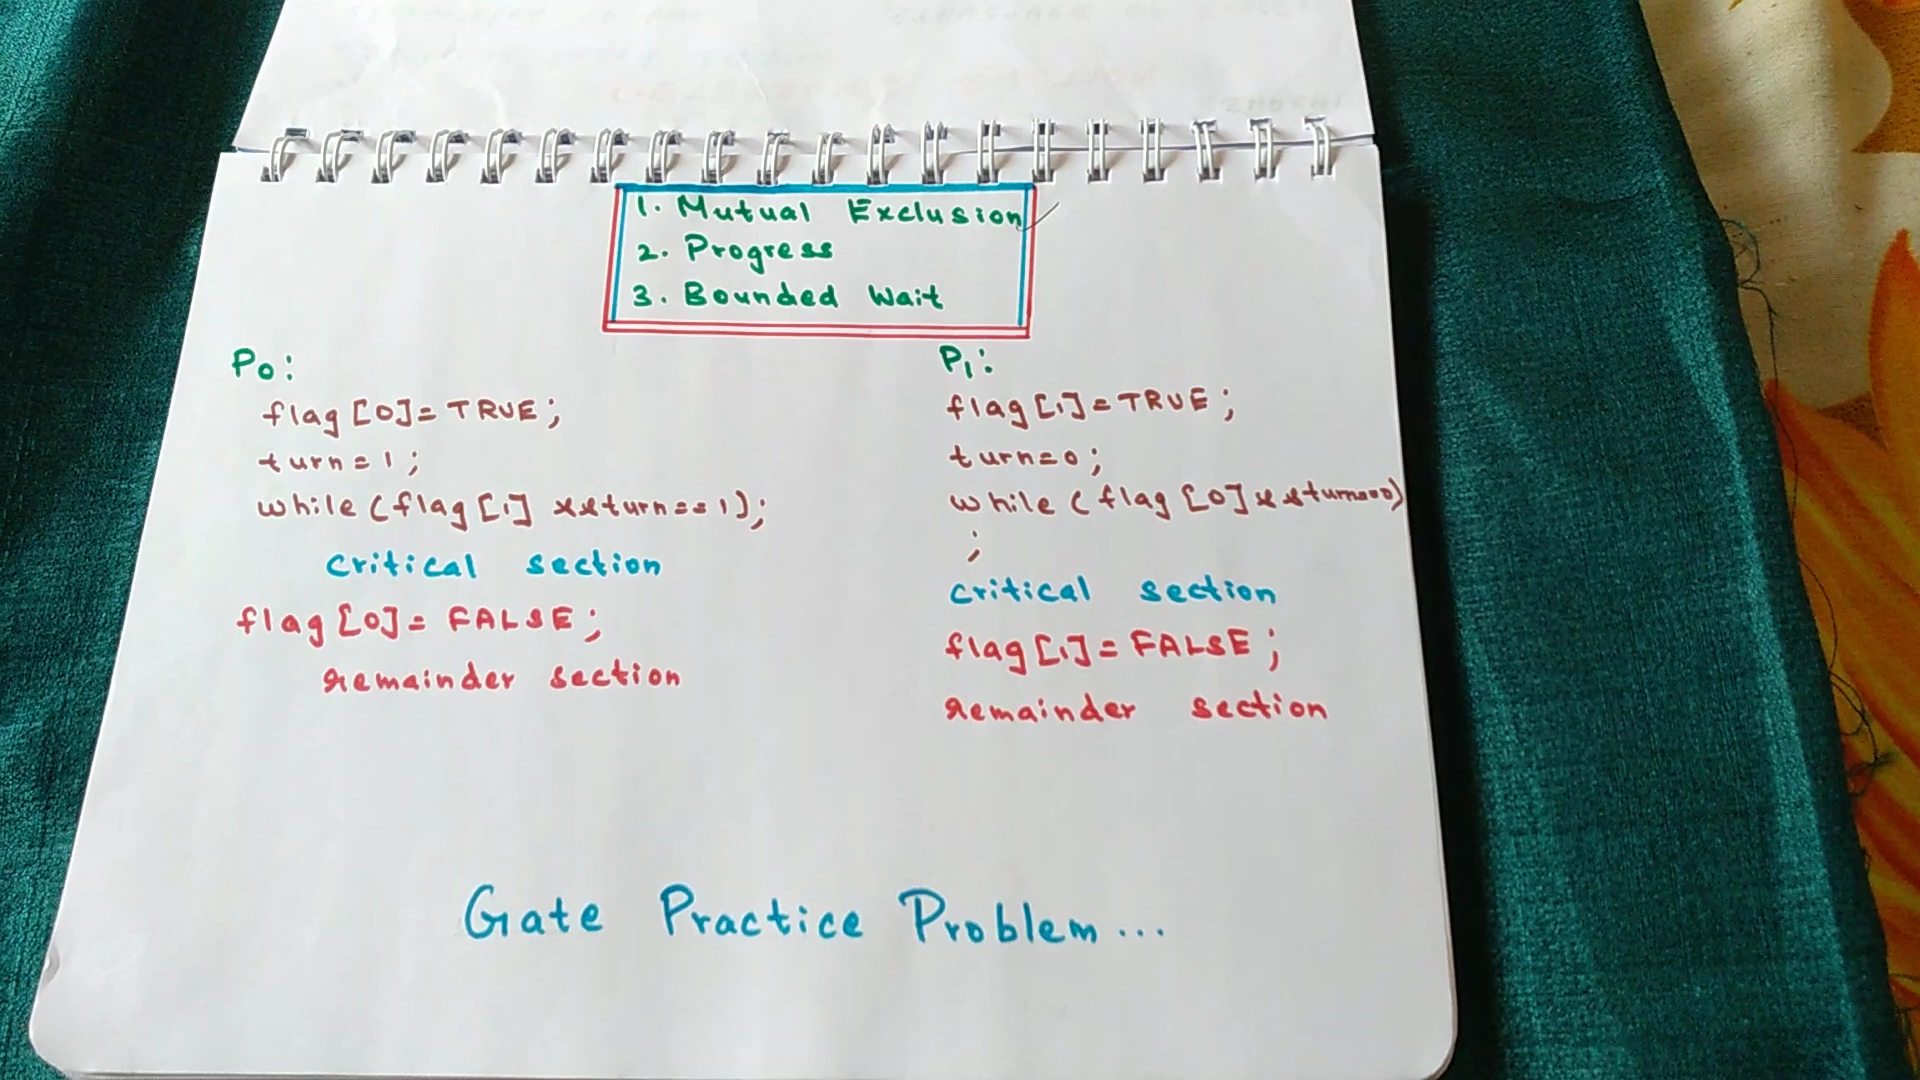 1. Mutual Exclusion
2. Progress
3. Bounded Wait
P0:
flag[0]=TRUE;
turn=1;
while(flag[1] &&turn==1);
critical section
flag[0]= FALSE;
remainder section
P1:
flag[1]=TRUE;
turn=0;
while(flag[0]&&turn==0)
;
critical section
flag[1]=FALSE;
remainder section
Gate Practice Problem...